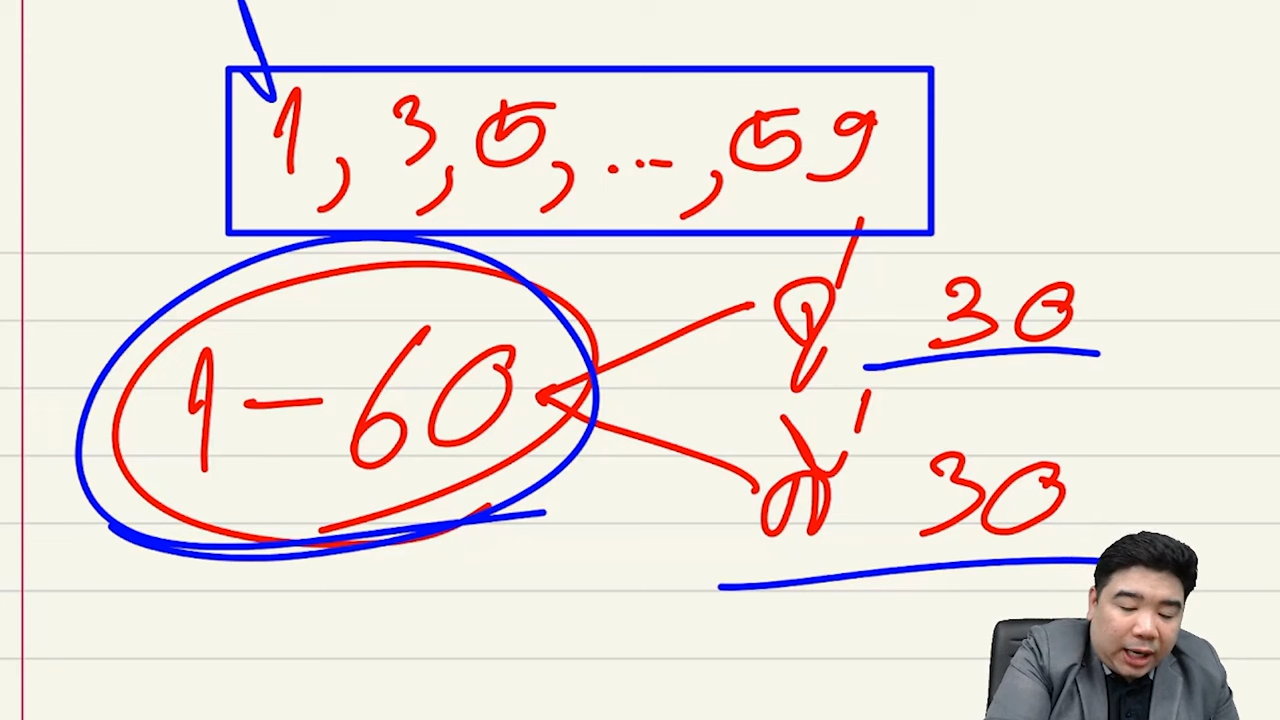 1, 3, 5, ..., 59
1 - 60
30
30